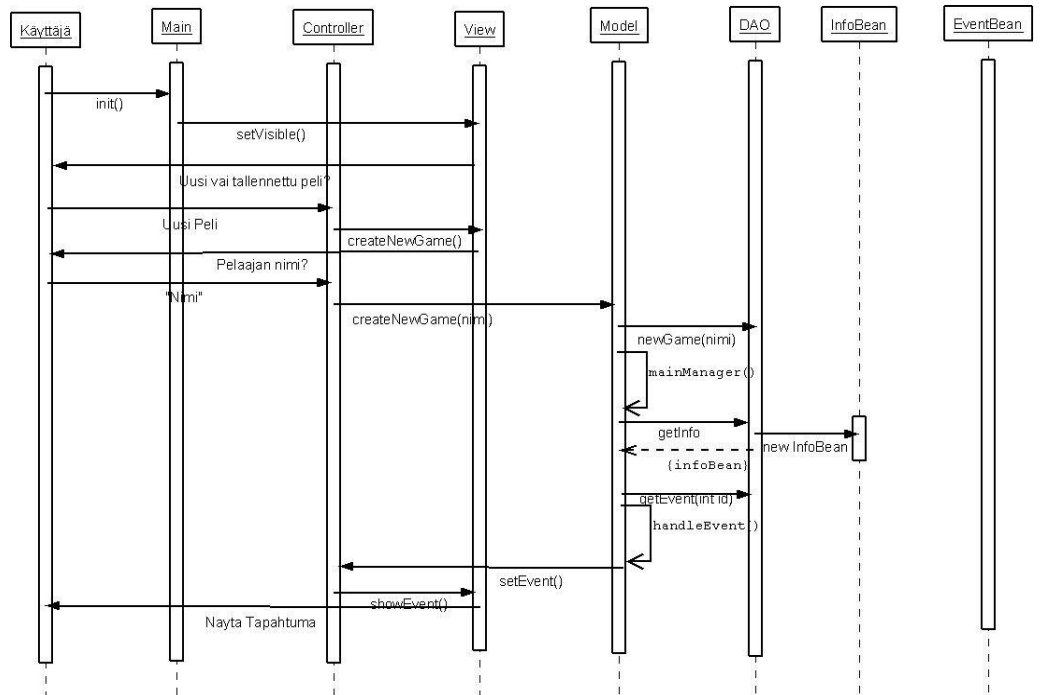 Käyttäjä
Main
Controller
View
Model
DAO
InfoBean
EventBean
init()
setVisible()
Uusi vai tallennettu peli?
Uusi Peli
createNewGame()
Pelaajan nimi?
"Nimi"
createNewGame(nimi)
newGame(nimi)
mainManager()
getInfo
new InfoBean
{infoBean}
getEvent(int id)
handleEvent()
setEvent()
showEvent()
Nayta Tapahtuma